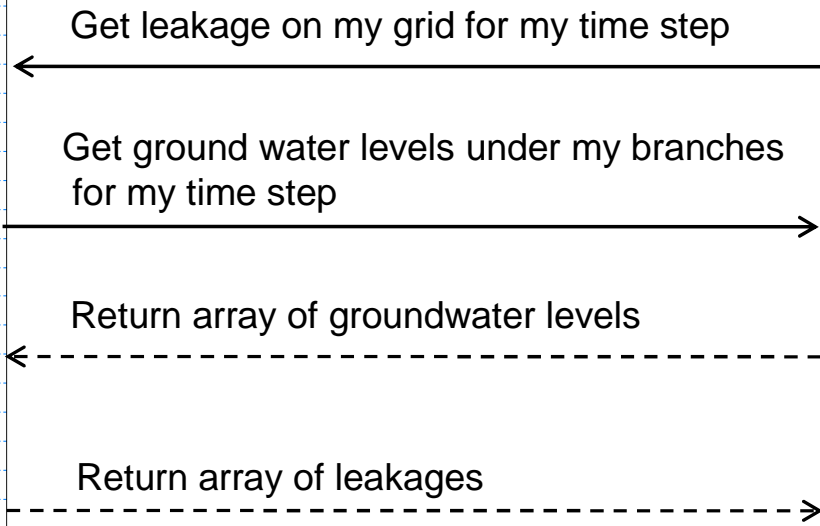 Get leakage on my grid for my time step
Get ground water levels under my branches
for my time step
Return array of groundwater levels
Return array of leakages